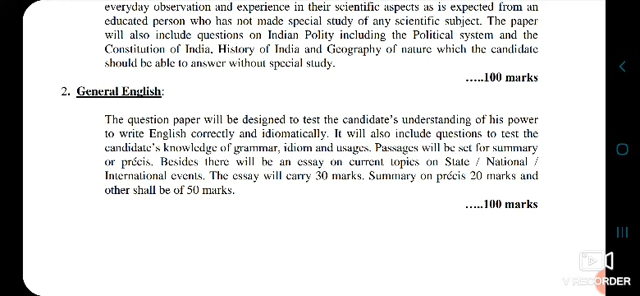 everyday observation and experience in their scientific aspects as is expected from an
educated person who has not made special study of any scientific subject. The paper
will also include questions on Indian Polity including the Political system and the
Constitution of India, History of India and Geography of nature which the candidate
should be able to answer without special study.
.....100 marks
2. General English:
The question paper will be designed to test the candidate's understanding of his power
to write English correctly and idiomatically. It will also include questions to test the
candidate's knowledge of grammar, idiom and usages. Passages will be set for summary
or précis. Besides there will be an essay on current topics on State / National /
International events. The essay will carry 30 marks. Summary on précis 20 marks and
other shall be of 50 marks.
.....100 marks
V RECORDER